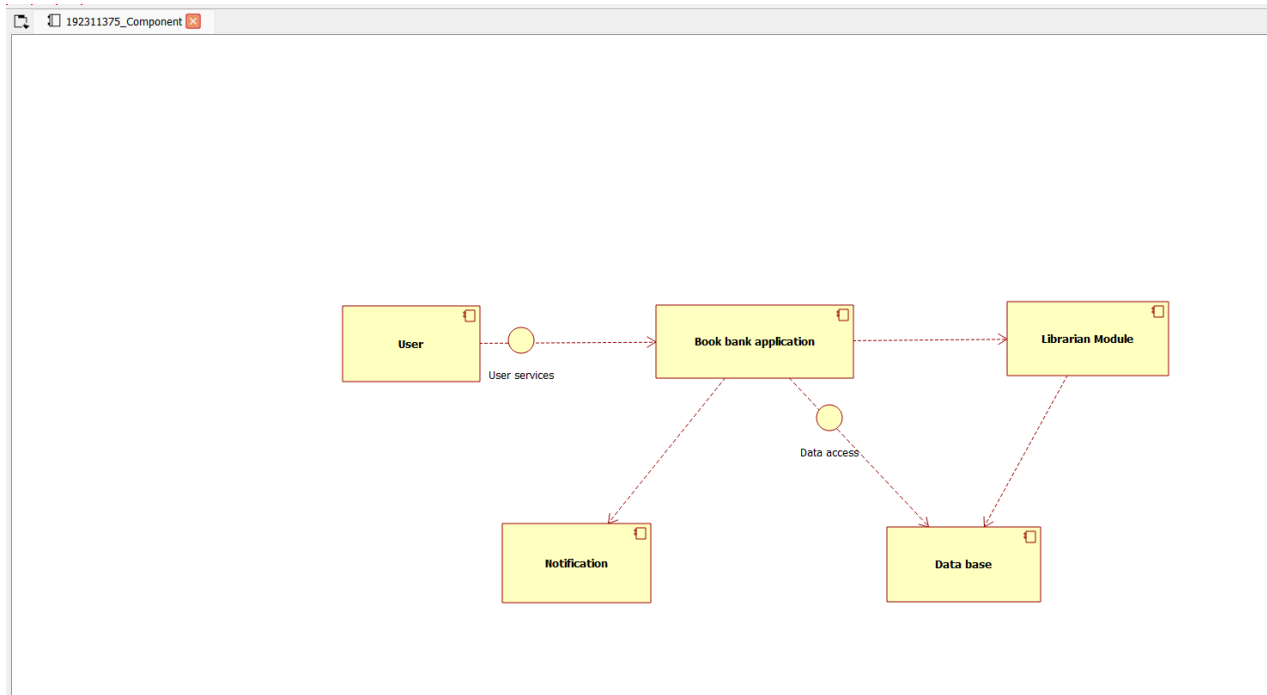 192311375_Component
User
Book bank application
Librarian Module
User services
Data access
Notification
Data base